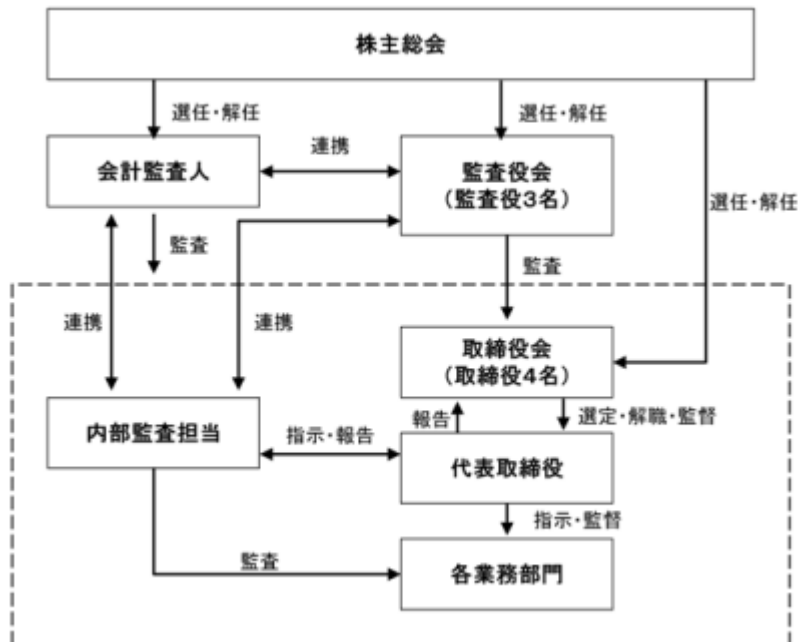 株主総会
選任・解任
選任・解任
会計監査人
連携
監査役会
(監査役3名)
選任・解任
監査
監査
連携
連携
取締役会
(取締役4名)
報告
選定・解職・監督
内部監査担当
指示・報告
代表取締役
指示・監督
監査
各業務部門